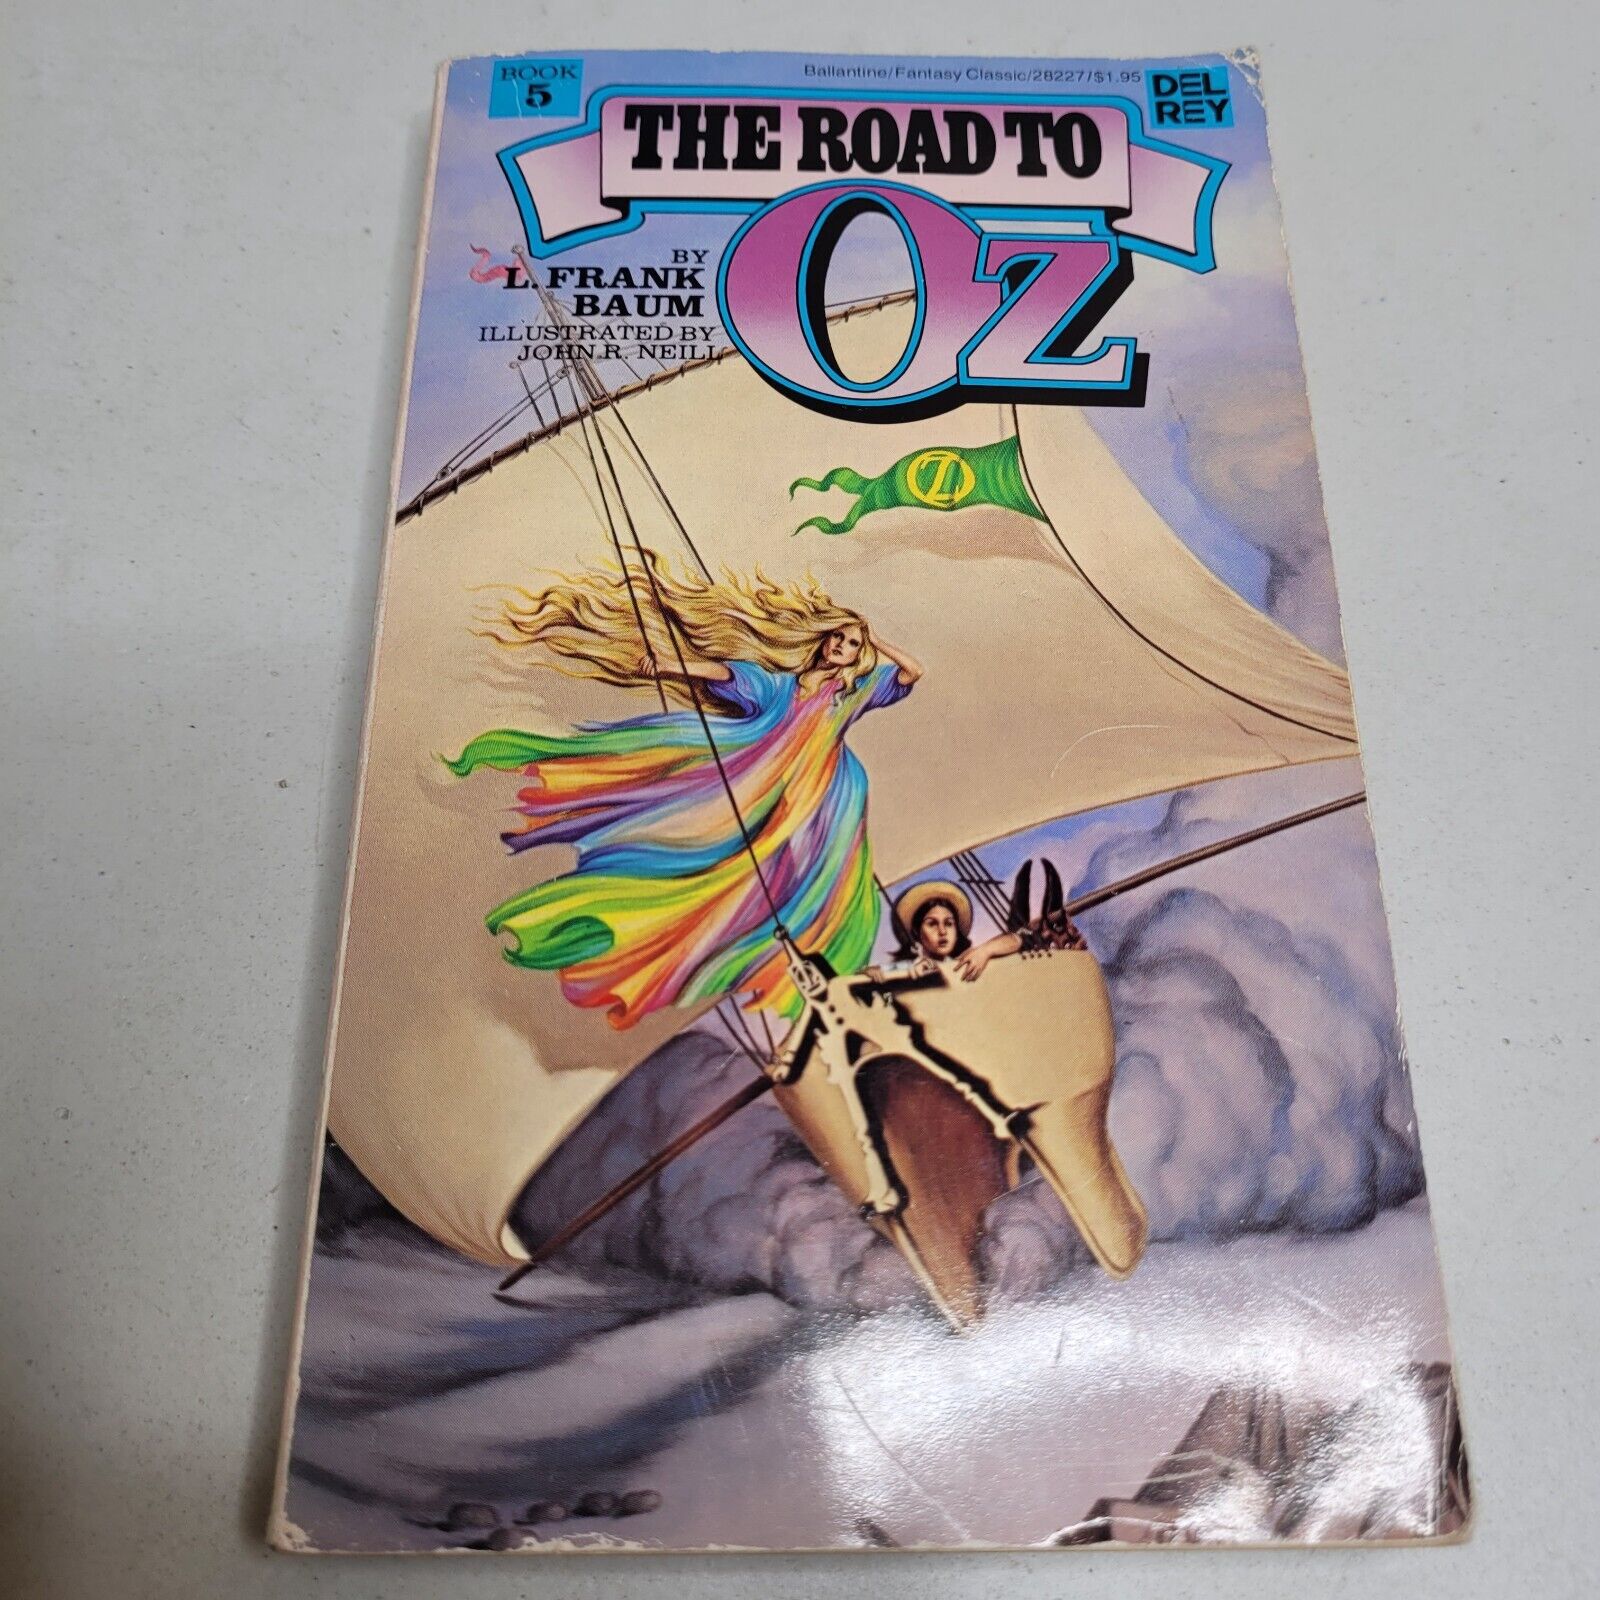 BOOK
5
Ballantine/Fantasy Classic/28227/$1.95
DEL
REY
THE ROAD TO
Oz
BY
L. FRANK
BAUM
ILLUSTRATED BY
JOHN R. NEILL
OZ